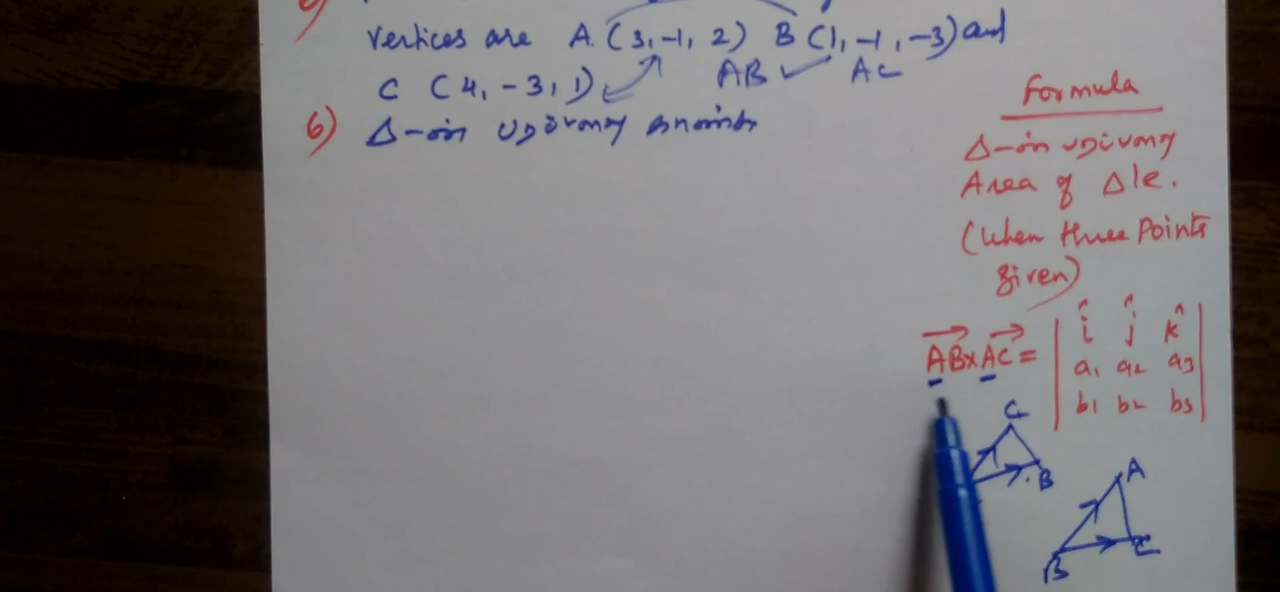 vertices are A (3, -1, 2) B (1, -1, -3) and
C (4, -3, 1) AB AC
6)
Formula
Area of Δle.
(When three Points
given)
AB × AC = | î ĵ k̂ |
a1 a2 a3
b1 b2 b3
C
B
A
B C